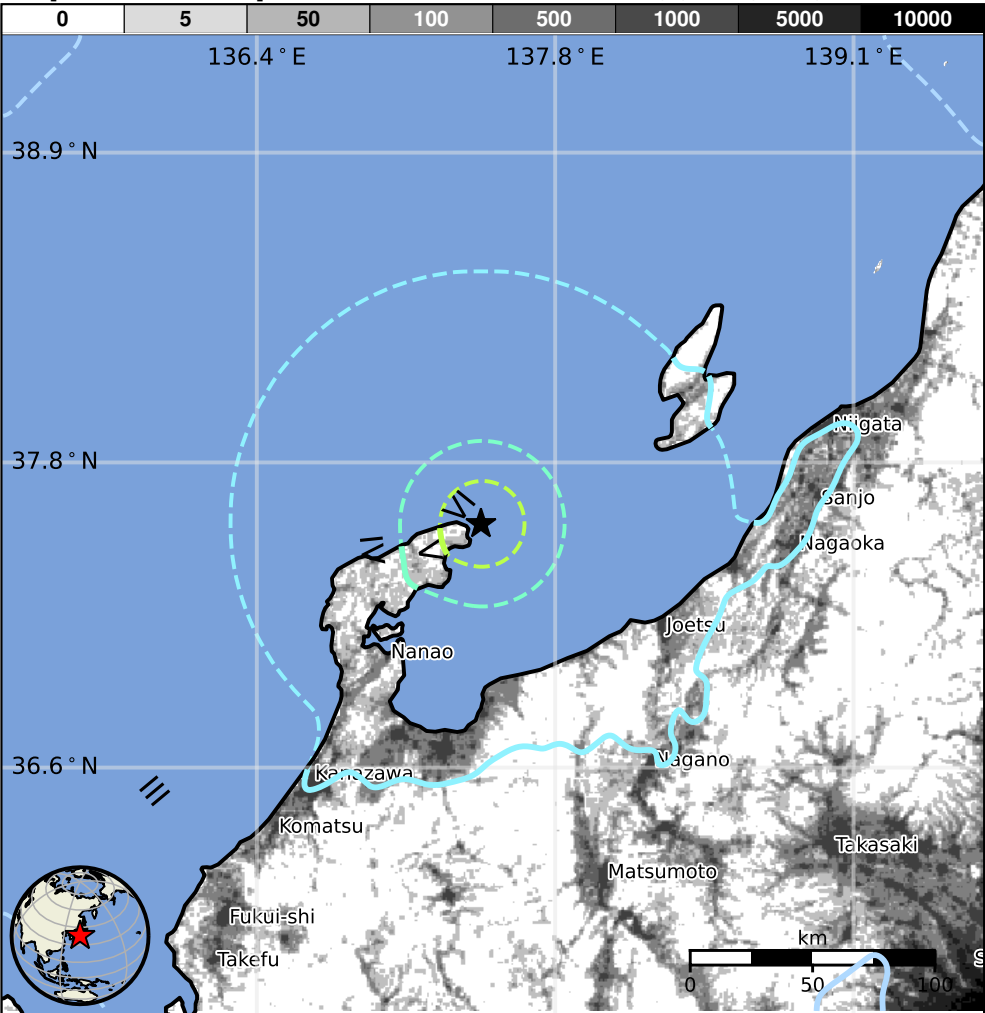 0 5 50 100 500 1000 5000 10000
136.4°E 137.8°E 139.1°E
38.9°N
Niigata
37.8°N
Sanjo
VI
Nagaoka
V
IV
Joetsu
Nanao
Nagano
36.6°N
Kanazawa
III
Komatsu
Takasaki
Matsumoto
Fukui-shi
km
Takefu
0 50 100